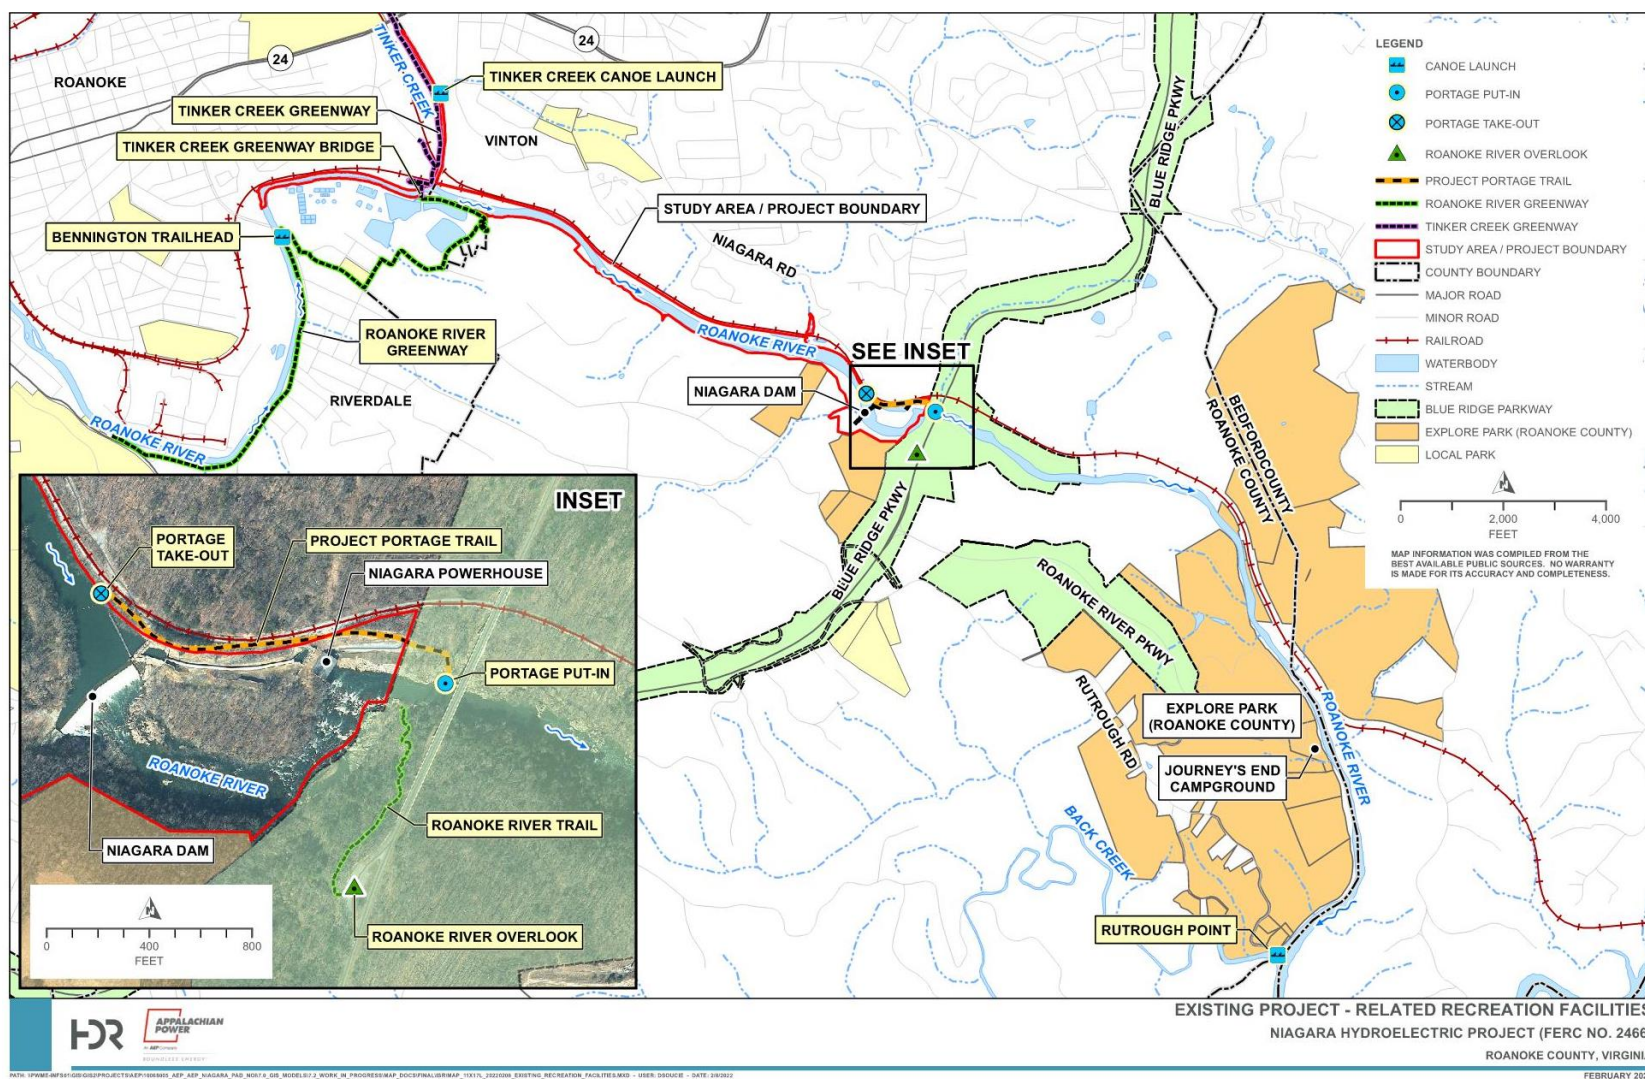 ROANOKE
24
24
TINKER CREEK
TINKER CREEK CANOE LAUNCH
TINKER CREEK GREENWAY
VINTON
TINKER CREEK GREENWAY BRIDGE
BENNINGTON TRAILHEAD
STUDY AREA / PROJECT BOUNDARY
NIAGARA RD
BLUE RIDGE PKWY
ROANOKE RIVER
GREENWAY
ROANOKE RIVER
SEE INSET
NIAGARA DAM
RIVERDALE
ROANOKE RIVER
BEDFORDCOUNTY
ROANOKE COUNTY
BLUE RIDGE PKWY
ROANOKE RIVER PKWY
RUTROUGH RD
EXPLORE PARK
(ROANOKE COUNTY)
JOURNEY'S END
CAMPGROUND
ROANOKE RIVER
BACK CREEK
RUTROUGH POINT
LEGEND
CANOE LAUNCH
PORTAGE PUT-IN
PORTAGE TAKE-OUT
ROANOKE RIVER OVERLOOK
PROJECT PORTAGE TRAIL
ROANOKE RIVER GREENWAY
TINKER CREEK GREENWAY
STUDY AREA / PROJECT BOUNDARY
COUNTY BOUNDARY
MAJOR ROAD
MINOR ROAD
RAILROAD
WATERBODY
STREAM
BLUE RIDGE PARKWAY
EXPLORE PARK (ROANOKE COUNTY)
LOCAL PARK
N
0 2,000 4,000
FEET
MAP INFORMATION WAS COMPILED FROM THE
BEST AVAILABLE PUBLIC SOURCES. NO WARRANTY
IS MADE FOR ITS ACCURACY AND COMPLETENESS.
INSET
PORTAGE
TAKE-OUT
PROJECT PORTAGE TRAIL
NIAGARA POWERHOUSE
PORTAGE PUT-IN
ROANOKE RIVER
ROANOKE RIVER TRAIL
NIAGARA DAM
ROANOKE RIVER OVERLOOK
N
0 400 800
FEET
HDR
APPALACHIAN
POWER
An AEP Company
BOUNDLESS ENERGY
EXISTING PROJECT - RELATED RECREATION FACILITIES
NIAGARA HYDROELECTRIC PROJECT (FERC NO. 2466
ROANOKE COUNTY, VIRGINI
FEBRUARY 202